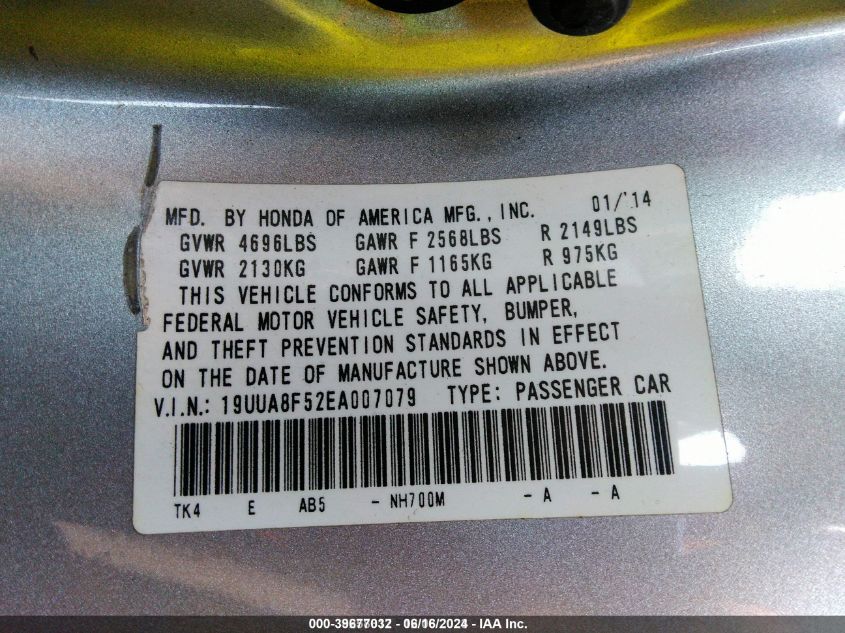 MFD. BY HONDA OF AMERICA MFG., INC. 01/14
GVWR 4696LBS GAWR F 2568LBS R 2149LBS
GVWR 2130KG GAWR F 1165KG R 975KG
THIS VEHICLE CONFORMS TO ALL APPLICABLE
FEDERAL MOTOR VEHICLE SAFETY, BUMPER,
AND THEFT PREVENTION STANDARDS IN EFFECT
ON THE DATE OF MANUFACTURE SHOWN ABOVE.
V.I.N.: 19UUA8F52EA007079 TYPE: PASSENGER CAR
TK4 E AB5 - NH700M - A - A
000-39677032 - 06/16/2024 - IAA Inc.